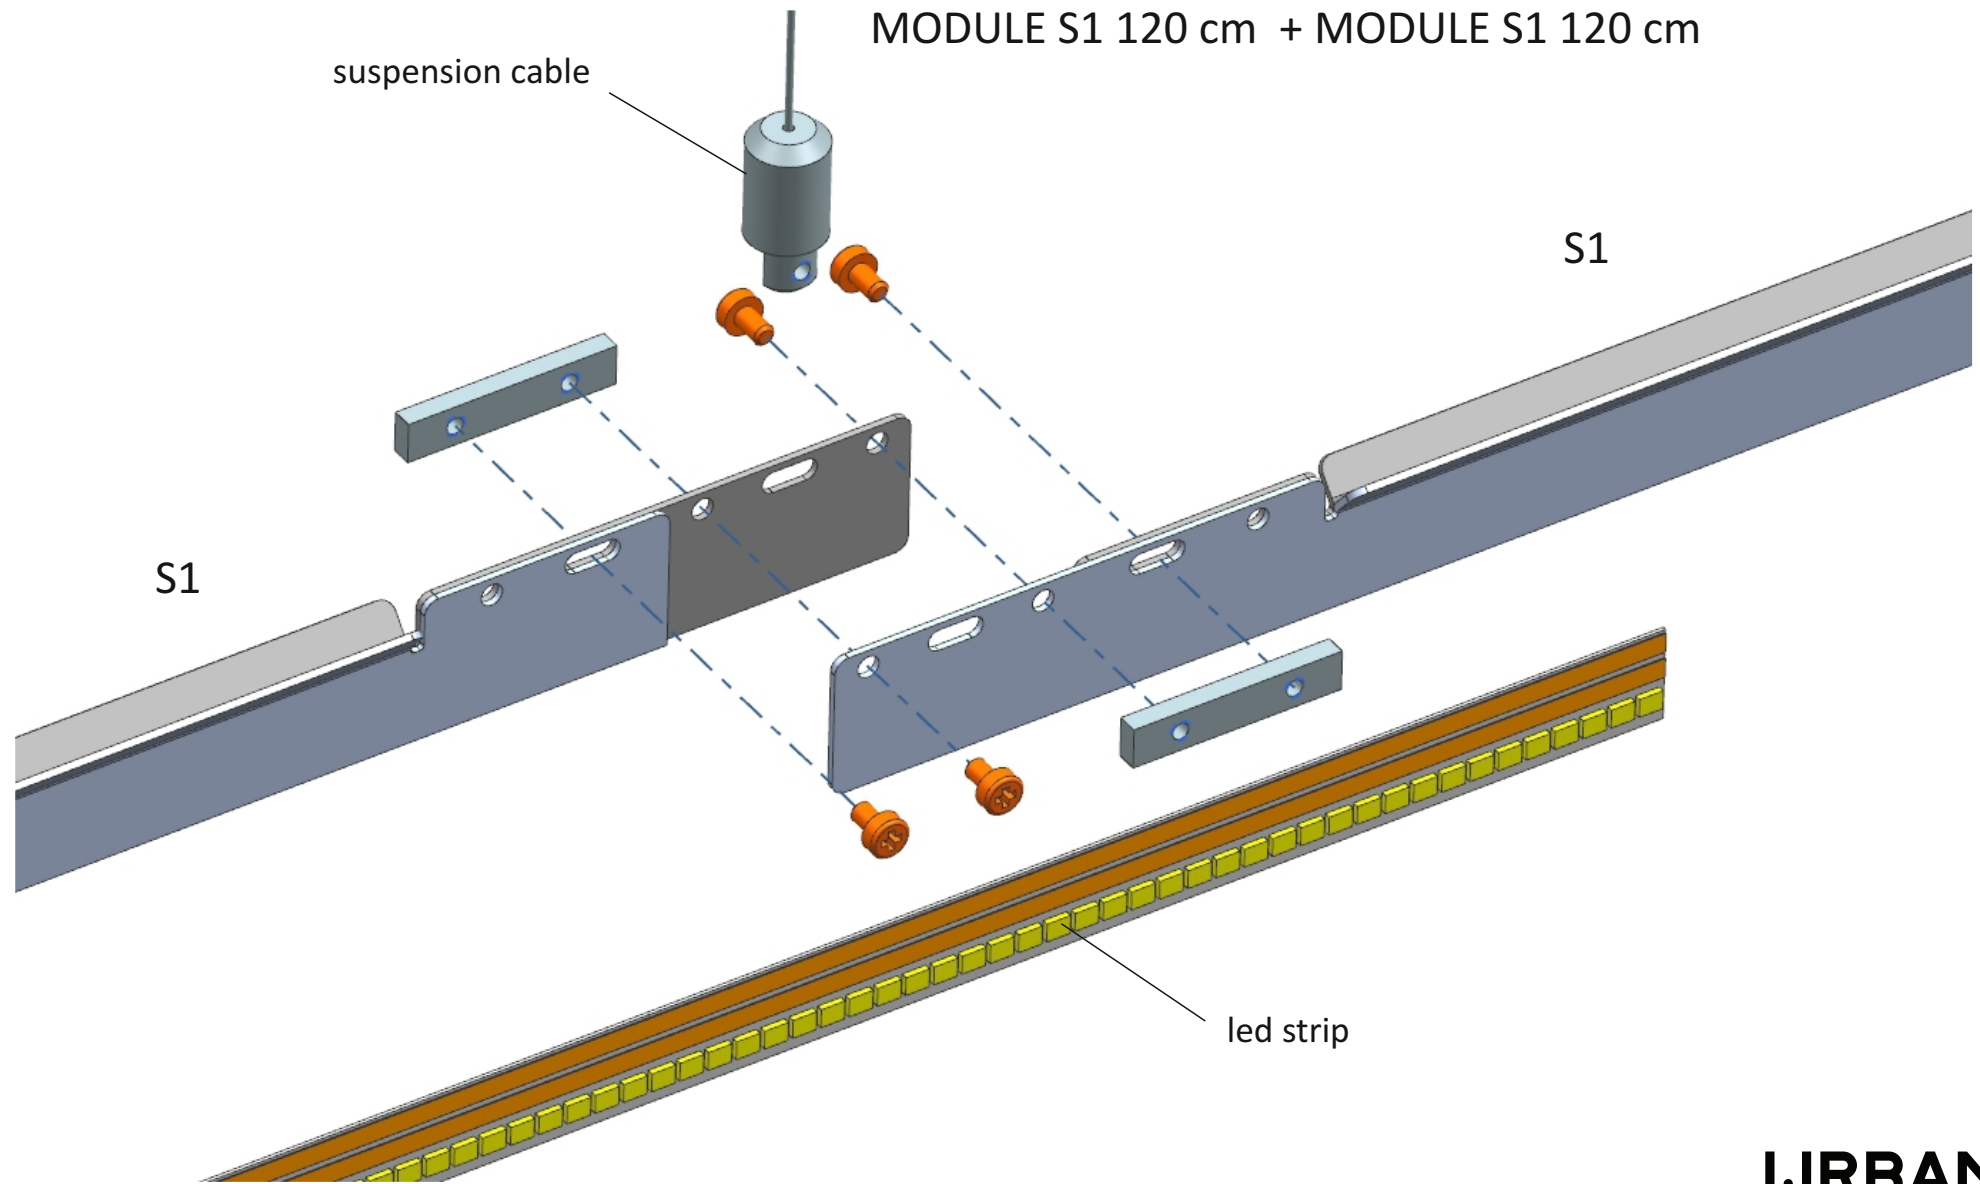 MODULE S1 120 cm + MODULE S1 120 cm
suspension cable
S1
S1
led strip